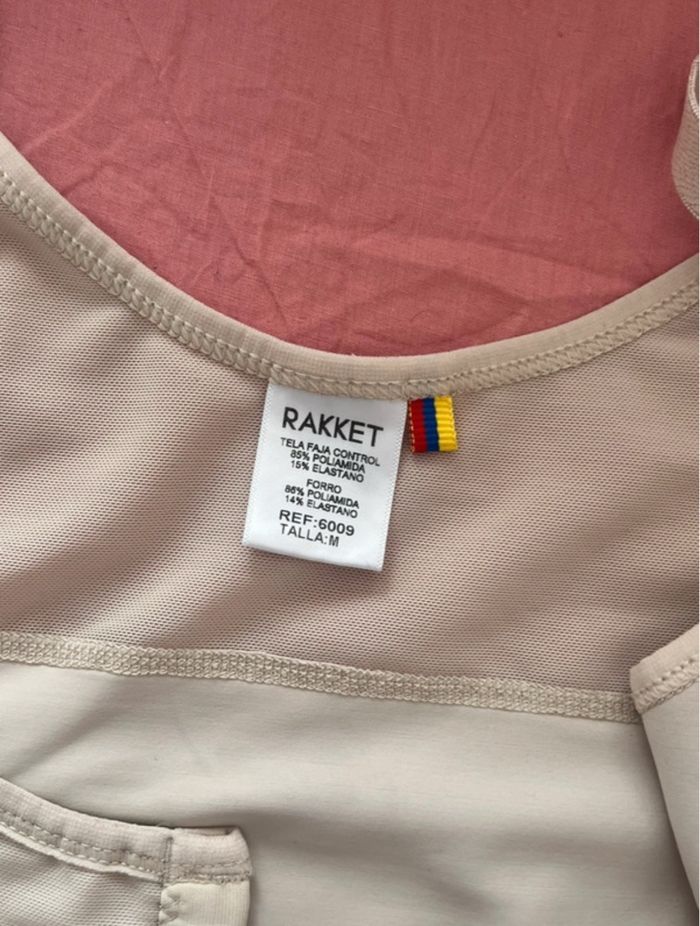 RAKKET
TELA FAJA CONTROL
85% POLIAMIDA
15% ELASTANO
FORRO
86% POLIAMIDA
14% ELASTANO
REF:6009
TALLA:M